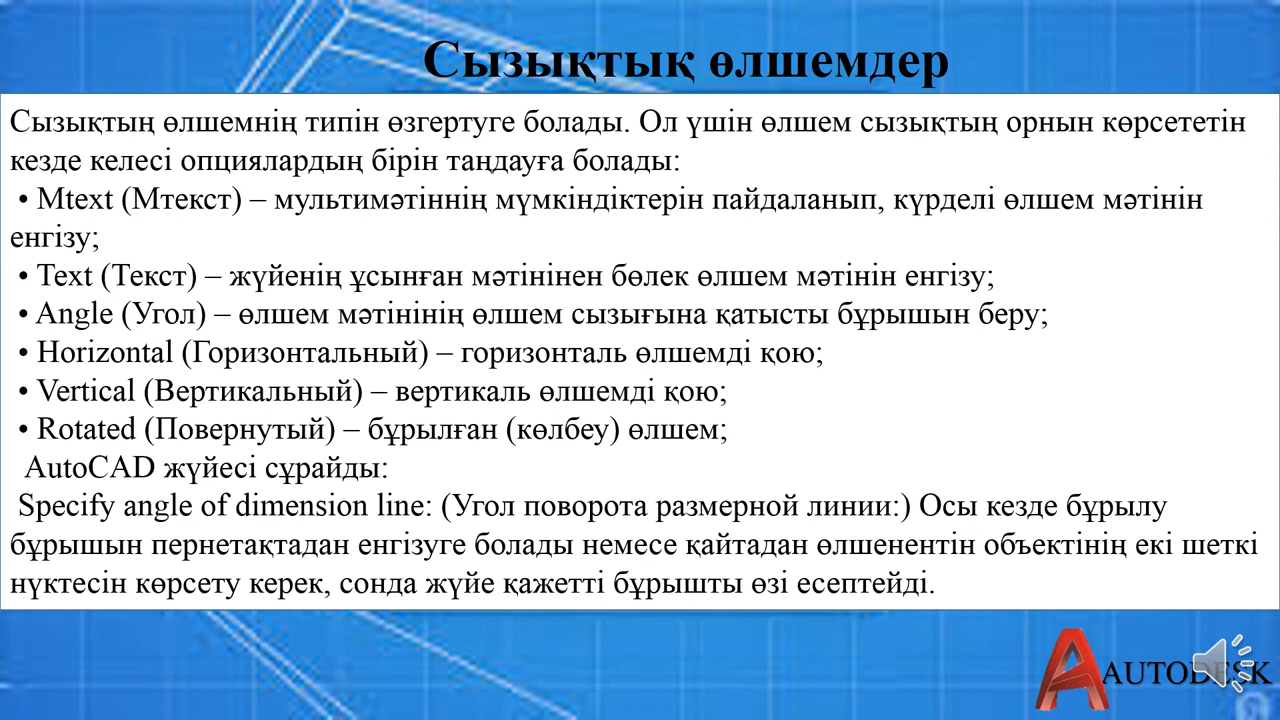 Сызықтық өлшемдер
Сызықтың өлшемнің типін өзгертуге болады. Ол үшін өлшем сызықтың орнын көрсететін
кезде келесі опциялардың бірін таңдауға болады:
• Mtext (Мтекст) – мультимәтіннің мүмкіндіктерін пайдаланып, күрделі өлшем мәтінін
енгізу;
• Text (Текст) – жүйенің ұсынған мәтінінен бөлек өлшем мәтінін енгізу;
• Angle (Угол) – өлшем мәтінінің өлшем сызығына қатысты бұрышын беру;
• Horizontal (Горизонтальный) – горизонталь өлшемді қою;
• Vertical (Вертикальный) – вертикаль өлшемді қою;
• Rotated (Повернутый) – бұрылған (көлбеу) өлшем;
AutoCAD жүйесі сұрайды:
Specify angle of dimension line: (Угол поворота размерной линии:) Осы кезде бұрылу
бұрышын пернетақтадан енгізуге болады немесе қайтадан өлшенентін объектінің екі шеткі
нүктесін көрсету керек, сонда жүйе қажетті бұрышты өзі есептейді.
AUTODESK